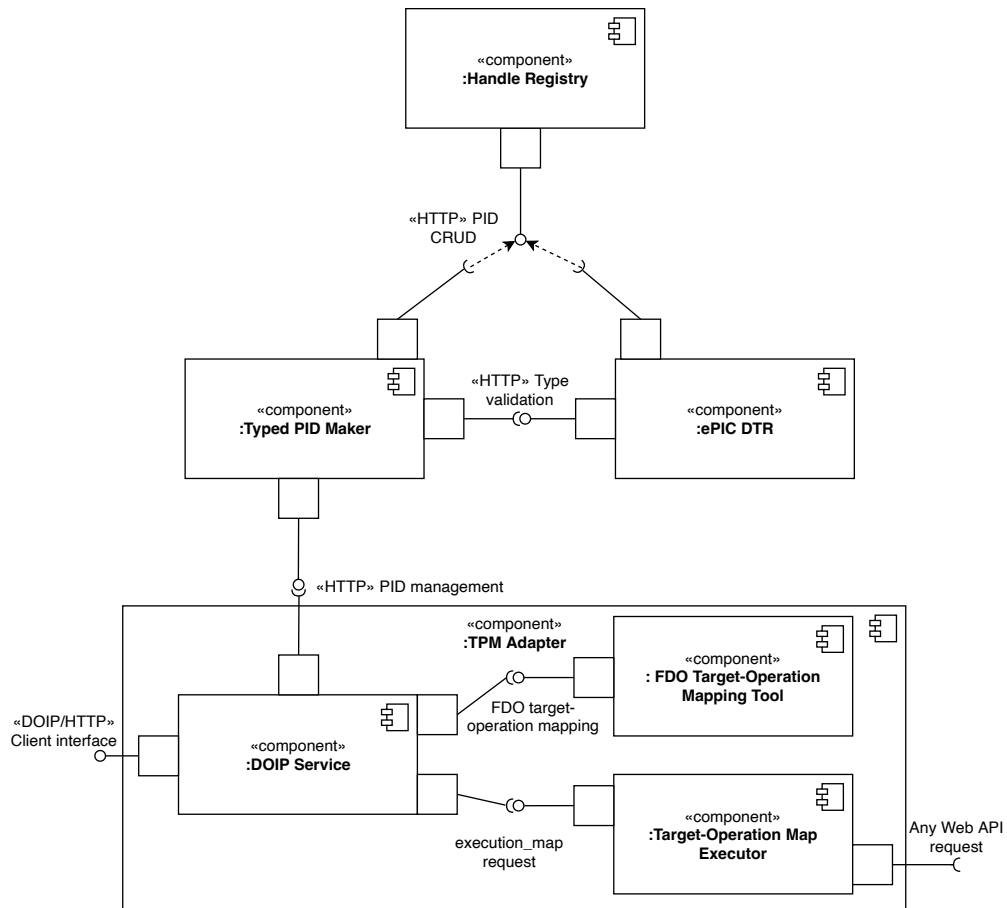 «component»
:Handle Registry
«HTTP» PID
CRUD
«component»
:Typed PID Maker
«HTTP» Type
validation
«component»
:ePIC DTR
«HTTP» PID management
«component»
:TPM Adapter
«component»
: FDO Target-Operation
Mapping Tool
FDO target-
operation mapping
«DOIP/HTTP»
Client interface
«component»
:DOIP Service
execution_map
request
«component»
:Target-Operation Map
Executor
Any Web API
request